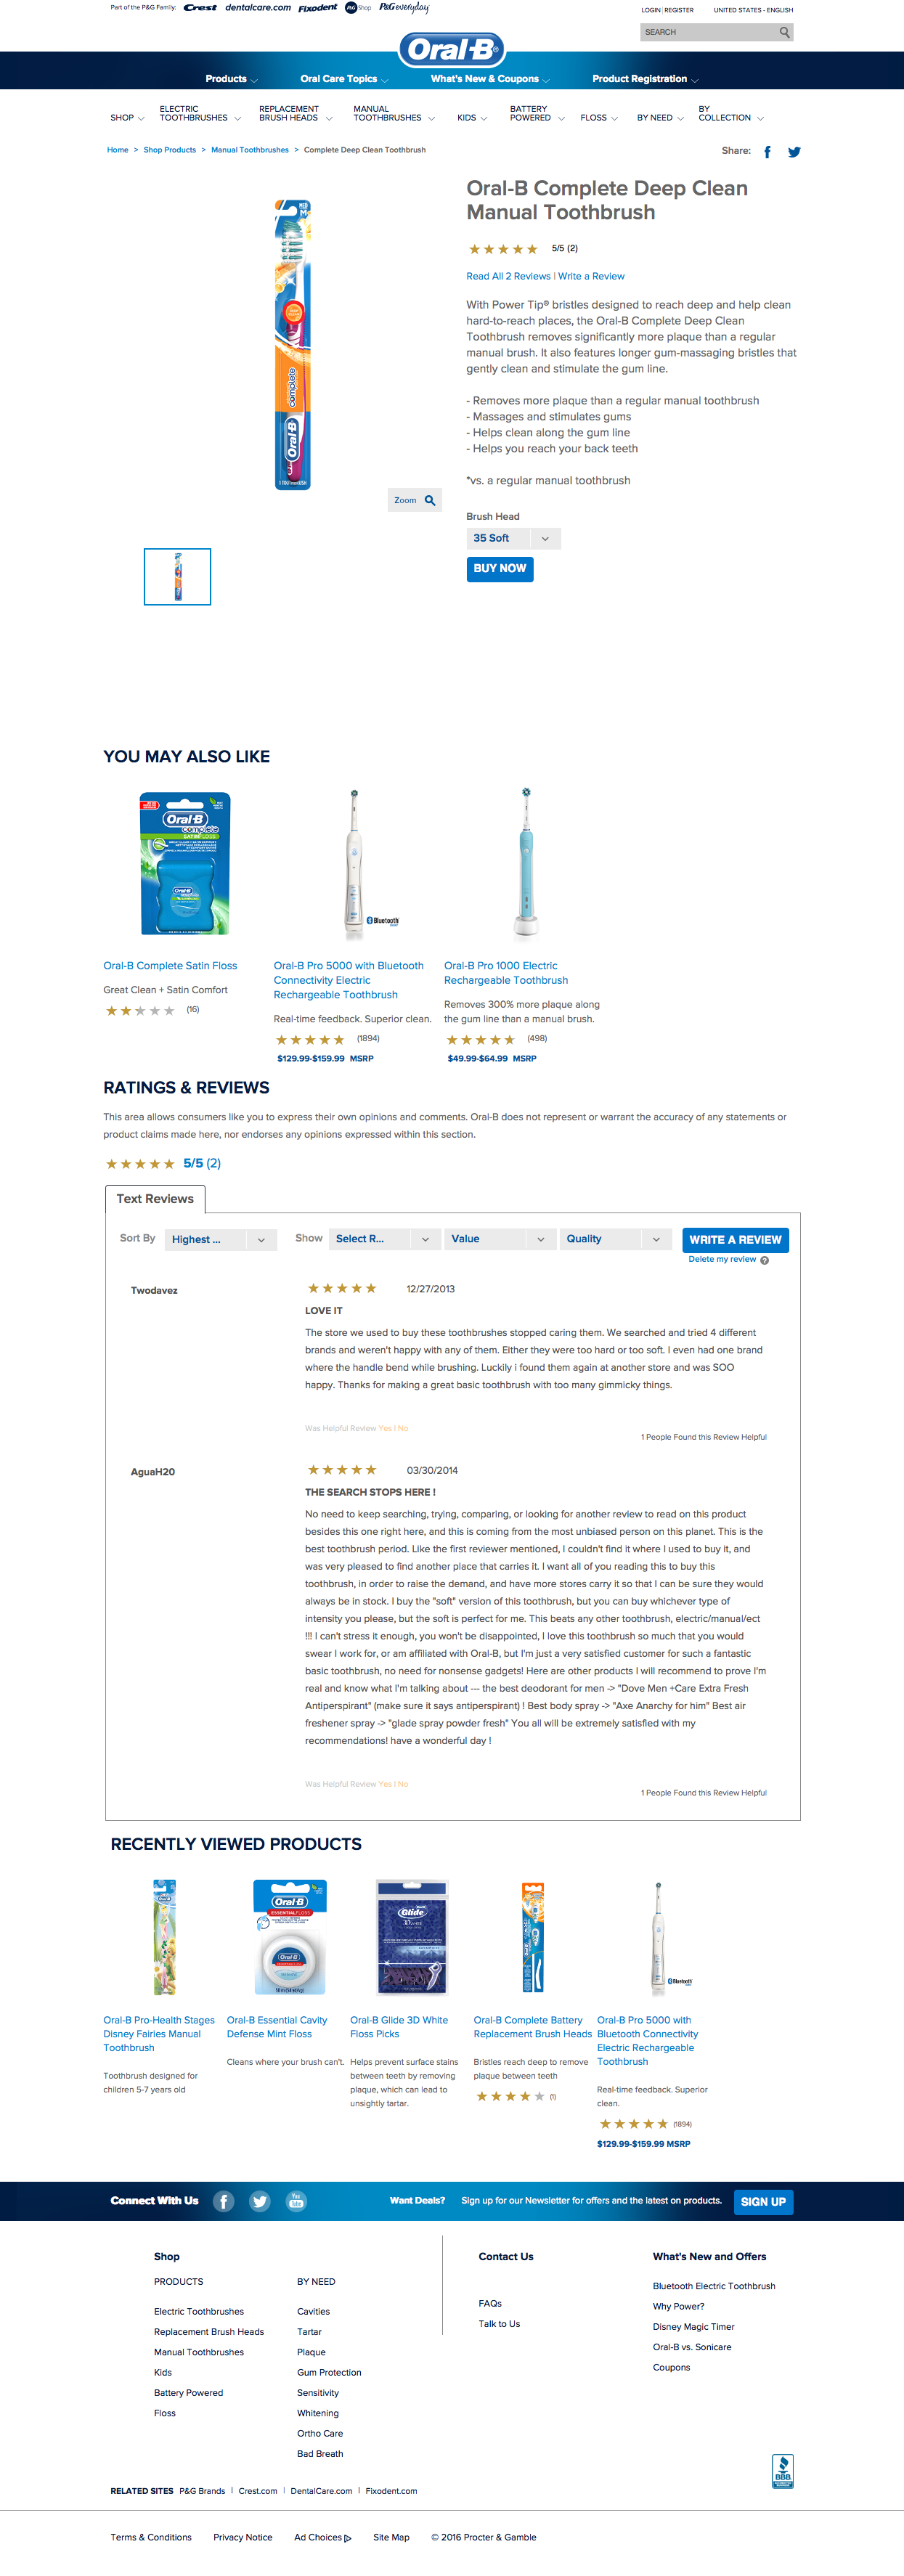 Part of the P&G Family: Crest dentalcare.com Fixodent P&G Shop P&Geveryday
LOGIN | REGISTER UNITED STATES - ENGLISH
SEARCH
Oral-B
Products Oral Care Topics What's New & Coupons Product Registration
SHOP ELECTRIC TOOTHBRUSHES REPLACEMENT BRUSH HEADS MANUAL TOOTHBRUSHES KIDS BATTERY POWERED FLOSS BY NEED BY COLLECTION
Home > Shop Products > Manual Toothbrushes > Complete Deep Clean Toothbrush
Share:
Oral-B Complete Deep Clean
Manual Toothbrush
5/5 (2)
Read All 2 Reviews | Write a Review
With Power Tip® bristles designed to reach deep and help clean
hard-to-reach places, the Oral-B Complete Deep Clean
Toothbrush removes significantly more plaque than a regular
manual brush. It also features longer gum-massaging bristles that
gently clean and stimulate the gum line.
- Removes more plaque than a regular manual toothbrush
- Massages and stimulates gums
- Helps clean along the gum line
- Helps you reach your back teeth
*vs. a regular manual toothbrush
complete
Oral-B
1 TOOTHBRUSH
Zoom
Brush Head
35 Soft
BUY NOW
YOU MAY ALSO LIKE
Oral-B
complete
SATIN FLOSS
Bluetooth
Oral-B Complete Satin Floss
Great Clean + Satin Comfort
(16)
Oral-B Pro 5000 with Bluetooth
Connectivity Electric
Rechargeable Toothbrush
Real-time feedback. Superior clean.
(1894)
$129.99-$159.99 MSRP
Oral-B Pro 1000 Electric
Rechargeable Toothbrush
Removes 300% more plaque along
the gum line than a manual brush.
(498)
$49.99-$64.99 MSRP
RATINGS & REVIEWS
This area allows consumers like you to express their own opinions and comments. Oral-B does not represent or warrant the accuracy of any statements or
product claims made here, nor endorses any opinions expressed within this section.
5/5 (2)
Text Reviews
Sort By Highest ... Show Select R... Value Quality WRITE A REVIEW
Delete my review ?
Twodavez 12/27/2013
LOVE IT
The store we used to buy these toothbrushes stopped caring them. We searched and tried 4 different
brands and weren't happy with any of them. Either they were too hard or too soft. I even had one brand
where the handle bend while brushing. Luckily i found them again at another store and was SOO
happy. Thanks for making a great basic toothbrush with too many gimmicky things.
Was Helpful Review Yes | No
1 People Found this Review Helpful
AguaH20 03/30/2014
THE SEARCH STOPS HERE !
No need to keep searching, trying, comparing, or looking for another review to read on this product
besides this one right here, and this is coming from the most unbiased person on this planet. This is the
best toothbrush period. Like the first reviewer mentioned, I couldn't find it where I used to buy it, and
was very pleased to find another place that carries it. I want all of you reading this to buy this
toothbrush, in order to raise the demand, and have more stores carry it so that I can be sure they would
always be in stock. I buy the "soft" version of this toothbrush, but you can buy whichever type of
intensity you please, but the soft is perfect for me. This beats any other toothbrush, electric/manual/ect
!!! I can't stress it enough, you won't be disappointed, I love this toothbrush so much that you would
swear I work for, or am affiliated with Oral-B, but I'm just a very satisfied customer for such a fantastic
basic toothbrush, no need for nonsense gadgets! Here are other products I will recommend to prove I'm
real and know what I'm talking about --- the best deodorant for men -> "Dove Men +Care Extra Fresh
Antiperspirant" (make sure it says antiperspirant) ! Best body spray -> "Axe Anarchy for him" Best air
freshener spray -> "glade spray powder fresh" You all will be extremely satisfied with my
recommendations! have a wonderful day !
Was Helpful Review Yes | No
1 People Found this Review Helpful
RECENTLY VIEWED PRODUCTS
Oral-B
ESSENTIAL FLOSS
Glide
3D WHITE
Bluetooth
Oral-B Pro-Health Stages
Disney Fairies Manual
Toothbrush
Toothbrush designed for
children 5-7 years old
Oral-B Essential Cavity
Defense Mint Floss
Cleans where your brush can't.
Oral-B Glide 3D White
Floss Picks
Helps prevent surface stains
between teeth by removing
plaque, which can lead to
unsightly tartar.
Oral-B Complete Battery
Replacement Brush Heads
Bristles reach deep to remove
plaque between teeth
(1)
Oral-B Pro 5000 with
Bluetooth Connectivity
Electric Rechargeable
Toothbrush
Real-time feedback. Superior
clean.
(1894)
$129.99-$159.99 MSRP
Connect With Us You Tube Want Deals? Sign up for our Newsletter for offers and the latest on products. SIGN UP
Shop
PRODUCTS
Electric Toothbrushes
Replacement Brush Heads
Manual Toothbrushes
Kids
Battery Powered
Floss
BY NEED
Cavities
Tartar
Plaque
Gum Protection
Sensitivity
Whitening
Ortho Care
Bad Breath
Contact Us
FAQs
Talk to Us
What's New and Offers
Bluetooth Electric Toothbrush
Why Power?
Disney Magic Timer
Oral-B vs. Sonicare
Coupons
BBB
RELATED SITES P&G Brands | Crest.com | DentalCare.com | Fixodent.com
Terms & Conditions Privacy Notice Ad Choices Site Map © 2016 Procter & Gamble